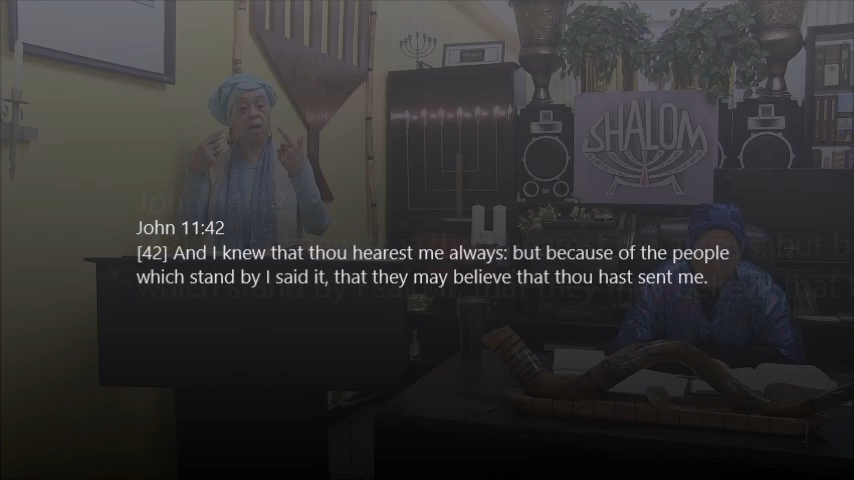 SHALOM
John 11:42
[42] And I knew that thou hearest me always: but because of the people
which stand by I said it, that they may believe that thou hast sent me.